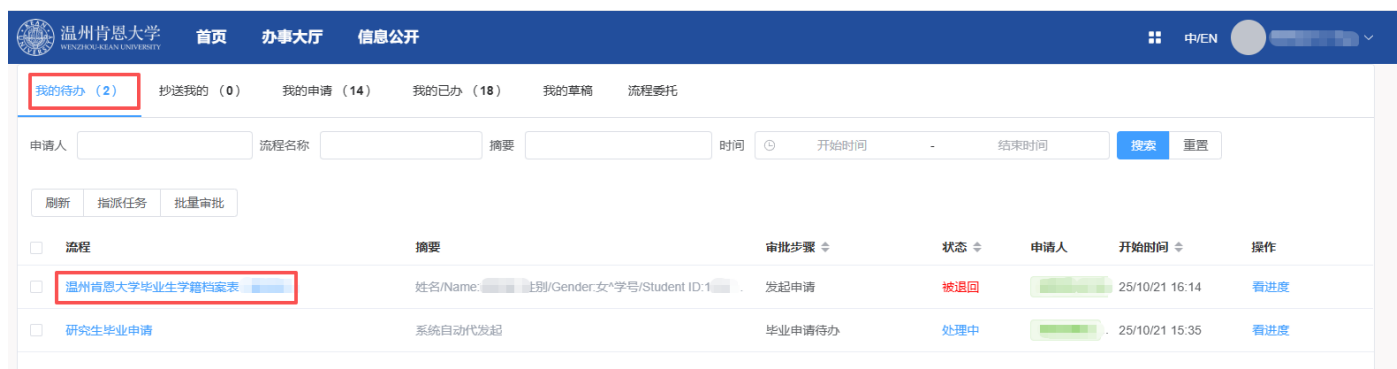 温州肯恩大学
WENZHOU-KEAN UNIVERSITY
首页 办事大厅 信息公开 中/EN
我的待办 (2) 抄送我的 (0) 我的申请 (14) 我的已办 (18) 我的草稿 流程委托
申请人 流程名称 摘要 时间 开始时间 - 结束时间 搜索 重置
刷新 指派任务 批量审批
流程 摘要 审批步骤 状态 申请人 开始时间 操作
温州肯恩大学毕业生学籍档案表 姓名/Name: 性别/Gender:女^学号/Student ID:1 发起申请 被退回 25/10/21 16:14 看进度
研究生毕业申请 系统自动代发起 毕业申请待办 处理中 25/10/21 15:35 看进度